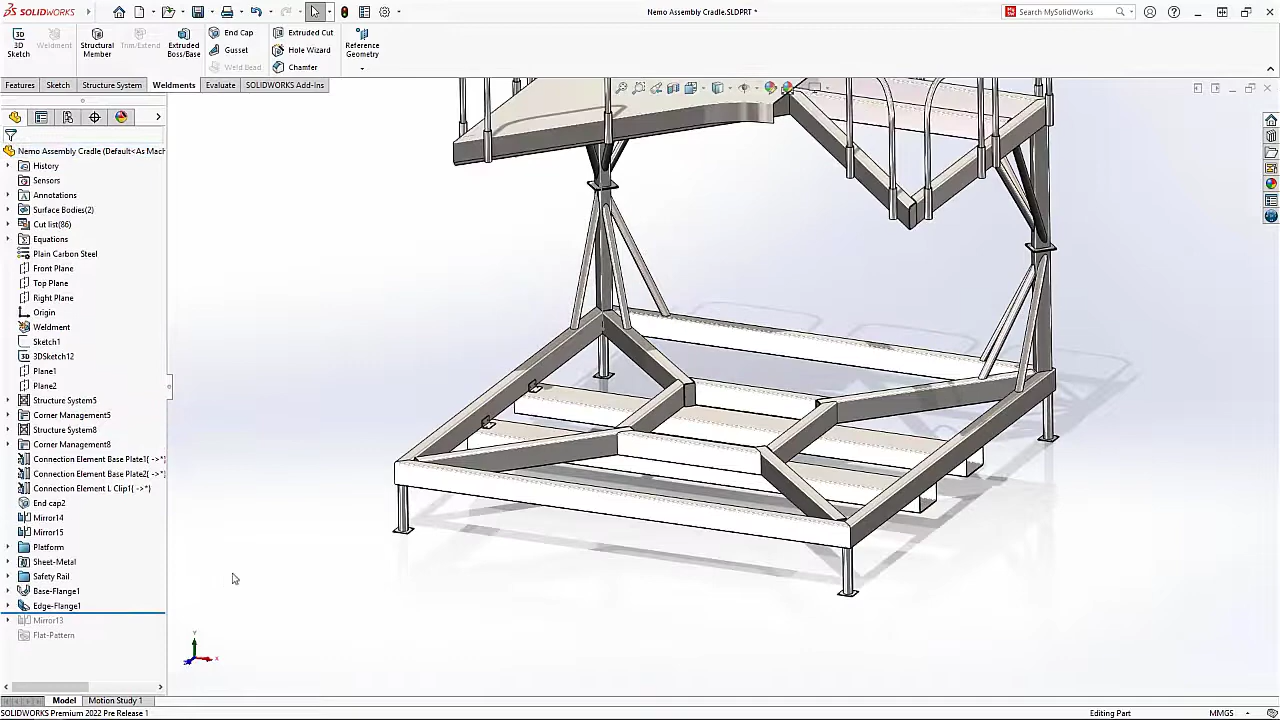 SOLIDWORKS
Nemo Assembly Cradle.SLDPRT *
Search MySolidWorks
3D Sketch
Weldment
Structural Member
Trim/Extend
Extruded Boss/Base
End Cap
Gusset
Weld Bead
Extruded Cut
Hole Wizard
Chamfer
Reference Geometry
Features
Sketch
Structure System
Weldments
Evaluate
SOLIDWORKS Add-Ins
Nemo Assembly Cradle (Default<As Mach
History
Sensors
Annotations
Surface Bodies(2)
Cut list(86)
Equations
Plain Carbon Steel
Front Plane
Top Plane
Right Plane
Origin
Weldment
Sketch1
3DSketch12
Plane1
Plane2
Structure System5
Corner Management5
Structure System8
Corner Management8
Connection Element Base Plate1( ->*)
Connection Element Base Plate2( ->*)
Connection Element L Clip1( ->*)
End cap2
Mirror14
Mirror15
Platform
Sheet-Metal
Safety Rail
Base-Flange1
Edge-Flange1
Mirror13
Flat-Pattern
Y
X
Z
Model
Motion Study 1
SOLIDWORKS Premium 2022 Pre Release 1
Editing Part
MMGS